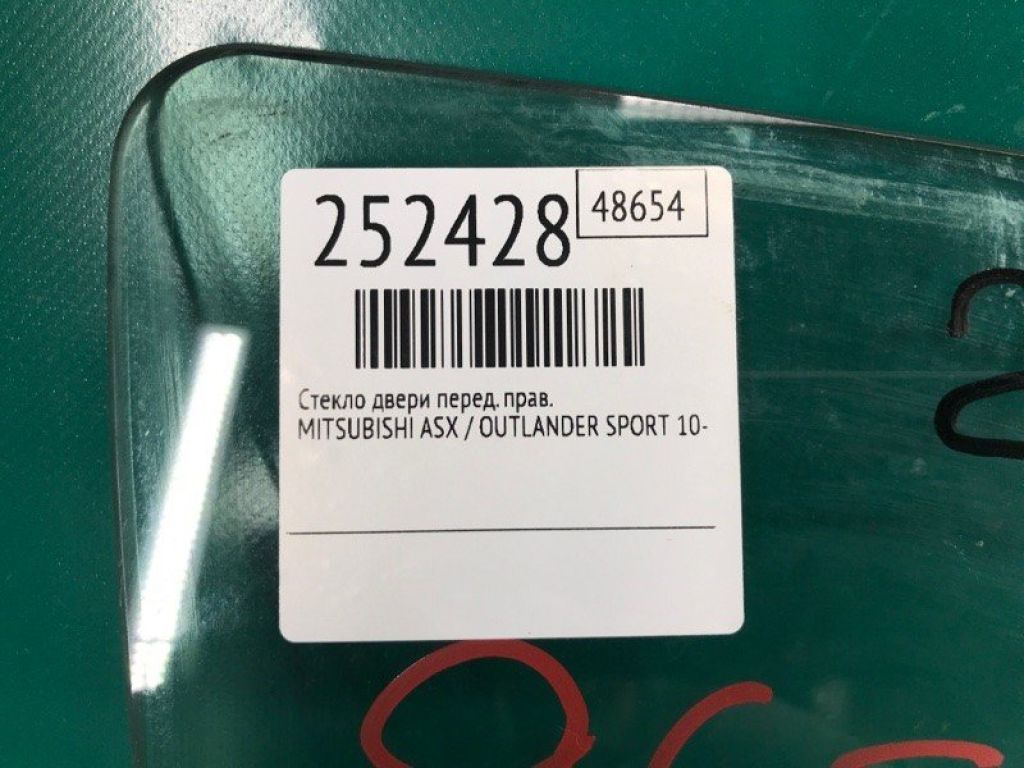 252428
48654
Стекло двери перед. прав.
MITSUBISHI ASX / OUTLANDER SPORT 10-